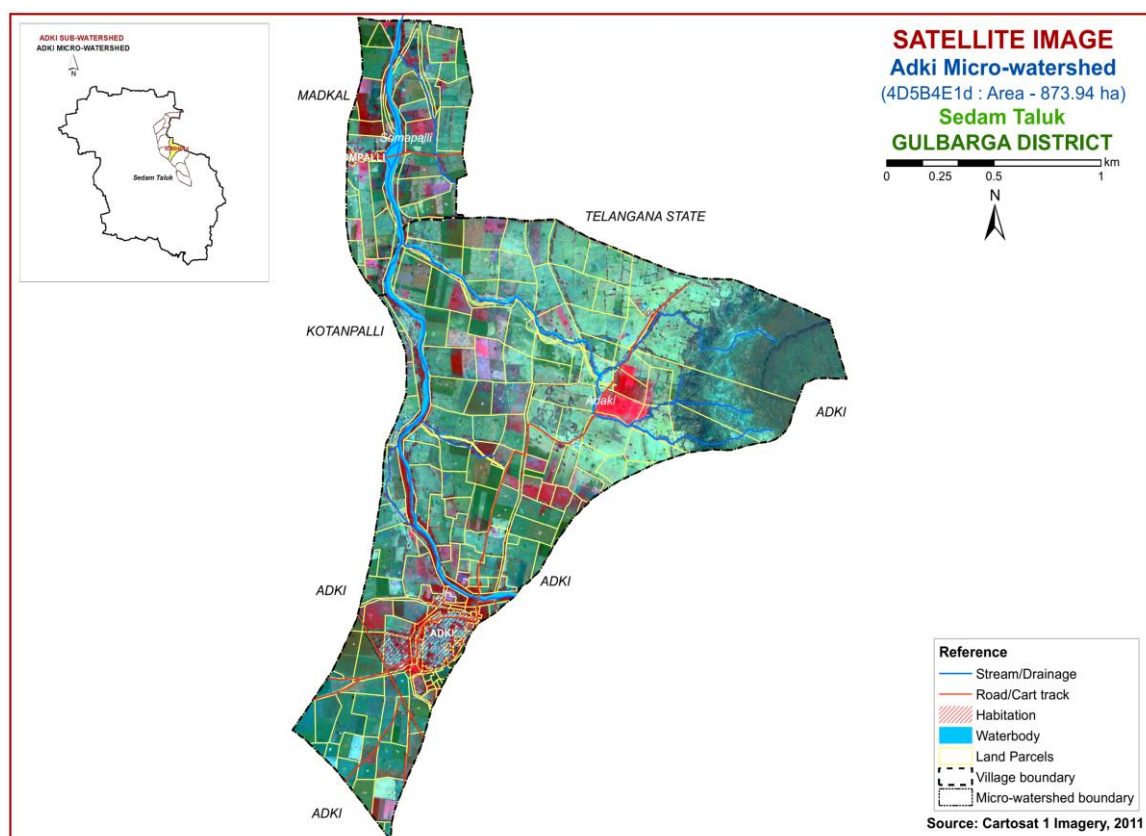 ADKI SUB-WATERSHED
ADKI MICRO-WATERSHED
N
Sedam Taluk
SATELLITE IMAGE
Adki Micro-watershed
(4D5B4E1d : Area - 873.94 ha)
Sedam Taluk
GULBARGA DISTRICT
km
0 0.25 0.5 1
N
MADKAL
Somapalli
MPALLI
TELANGANA STATE
KOTANPALLI
Adaki
ADKI
ADKI
ADKI
ADKI
ADKI
Reference
Stream/Drainage
Road/Cart track
Habitation
Waterbody
Land Parcels
Village boundary
Micro-watershed boundary
Source: Cartosat 1 Imagery, 2011